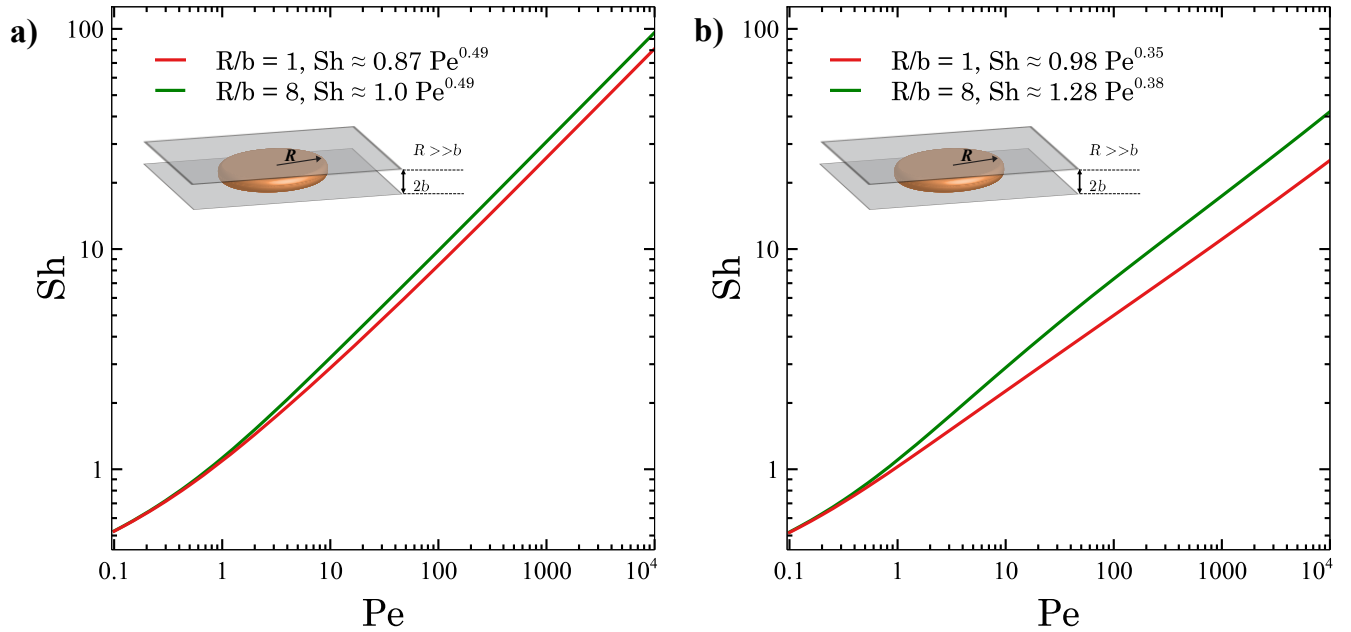 a)
R/b = 1, Sh ≈ 0.87 Pe^0.49
R/b = 8, Sh ≈ 1.0 Pe^0.49
R
R >>b
2b
100
10
1
Sh
0.1 1 10 100 1000 10^4
Pe
b)
R/b = 1, Sh ≈ 0.98 Pe^0.35
R/b = 8, Sh ≈ 1.28 Pe^0.38
R
R >>b
2b
100
10
1
Sh
0.1 1 10 100 1000 10^4
Pe